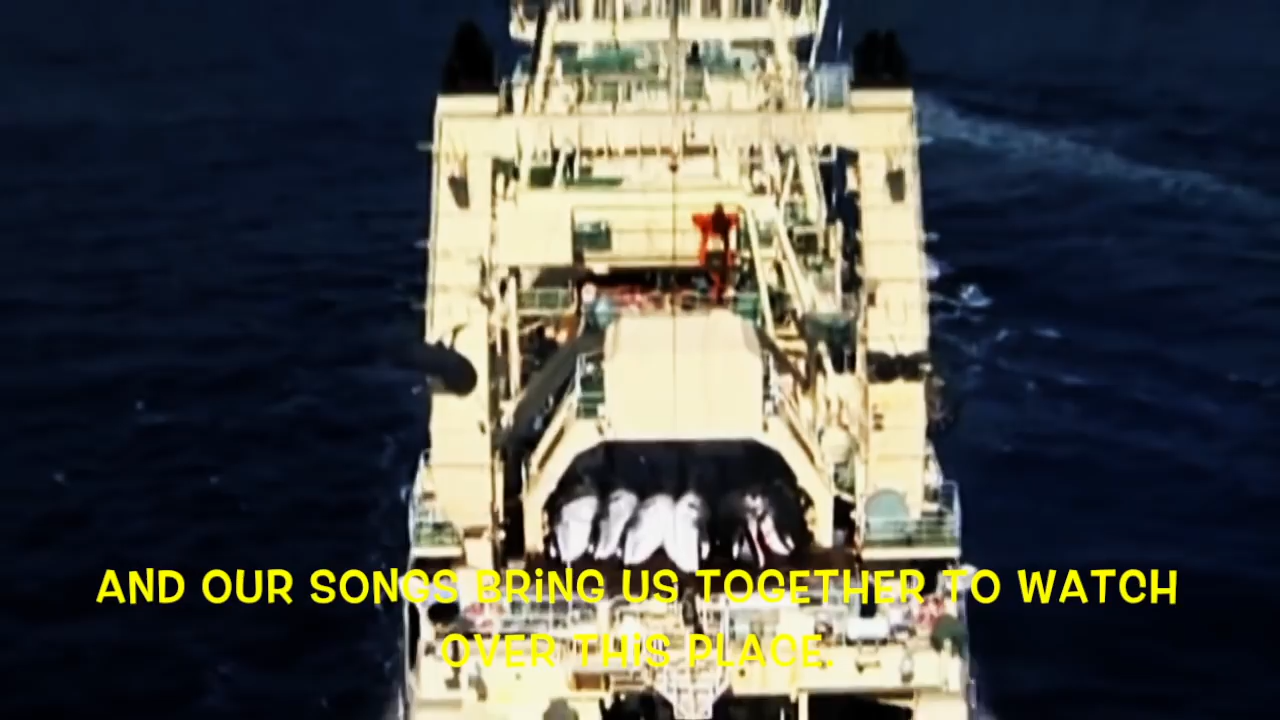 AND OUR SONGS BRING US TOGETHER TO WATCH
OVER THIS PLACE.